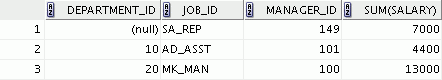 DEPARTMENT_ID JOB_ID MANAGER_ID SUM(SALARY)
1 (null) SA_REP 149 7000
2 10 AD_ASST 101 4400
3 20 MK_MAN 100 13000